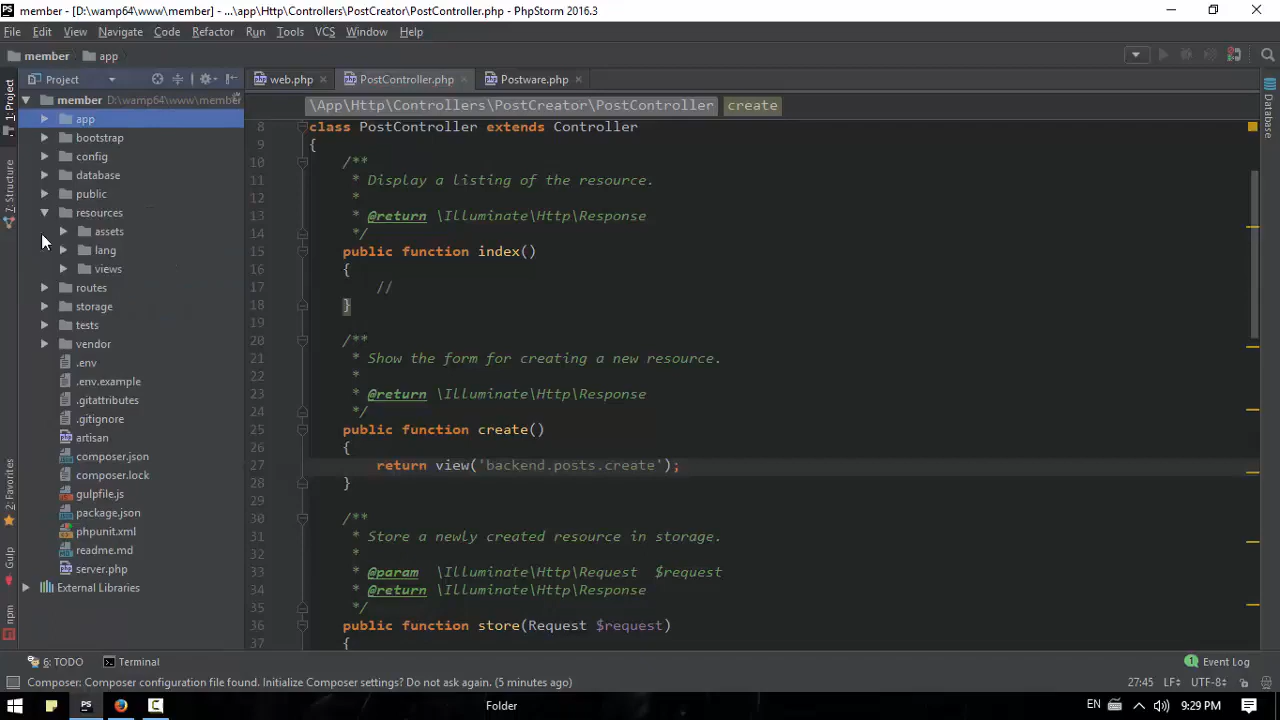 member - [D:\wamp64\www\member] - ...\app\Http\Controllers\PostCreator\PostController.php - PhpStorm 2016.3
File Edit View Navigate Code Refactor Run Tools VCS Window Help
member app
Project
web.php PostController.php Postware.php
1: Project
7: Structure
2: Favorites
Gulp
npm
Database
member D:\wamp64\www\member
app
bootstrap
config
database
public
resources
assets
lang
views
routes
storage
tests
vendor
.env
.env.example
.gitattributes
.gitignore
artisan
composer.json
composer.lock
gulpfile.js
package.json
phpunit.xml
readme.md
server.php
External Libraries
\App\Http\Controllers\PostCreator\PostController create
8 class PostController extends Controller
9 {
10 /**
11 * Display a listing of the resource.
12 *
13 * @return \Illuminate\Http\Response
14 */
15 public function index()
16 {
17 //
18 }
19
20 /**
21 * Show the form for creating a new resource.
22 *
23 * @return \Illuminate\Http\Response
24 */
25 public function create()
26 {
27 return view('backend.posts.create');
28 }
29
30 /**
31 * Store a newly created resource in storage.
32 *
33 * @param \Illuminate\Http\Request $request
34 * @return \Illuminate\Http\Response
35 */
36 public function store(Request $request)
37 {
6: TODO Terminal
1 Event Log
Composer: Composer configuration file found. Initialize Composer settings? Do not ask again. (5 minutes ago)
27:45 LF÷ UTF-8÷
Folder
EN 9:29 PM